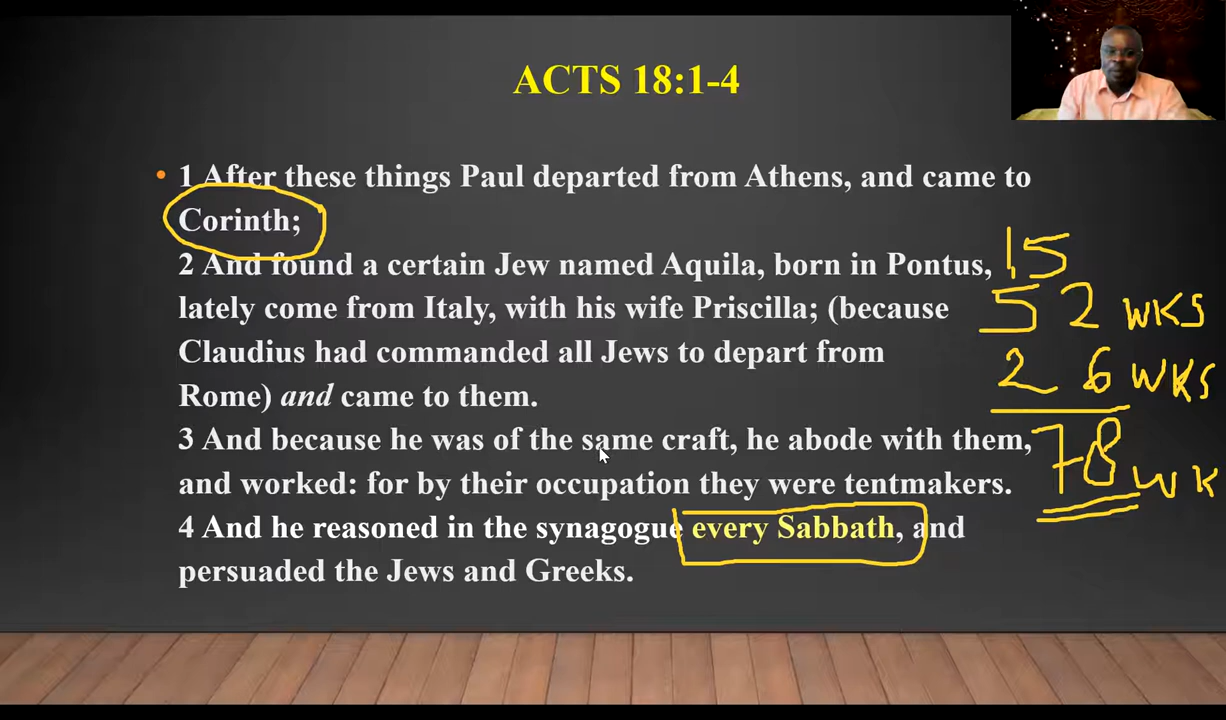 ACTS 18:1-4
• 1 After these things Paul departed from Athens, and came to
Corinth;
2 And found a certain Jew named Aquila, born in Pontus,
lately come from Italy, with his wife Priscilla; (because
Claudius had commanded all Jews to depart from
Rome) and came to them.
3 And because he was of the same craft, he abode with them,
and worked: for by their occupation they were tentmakers.
4 And he reasoned in the synagogue every Sabbath, and
persuaded the Jews and Greeks.
15
52 WKS
26 WKS
78 WK